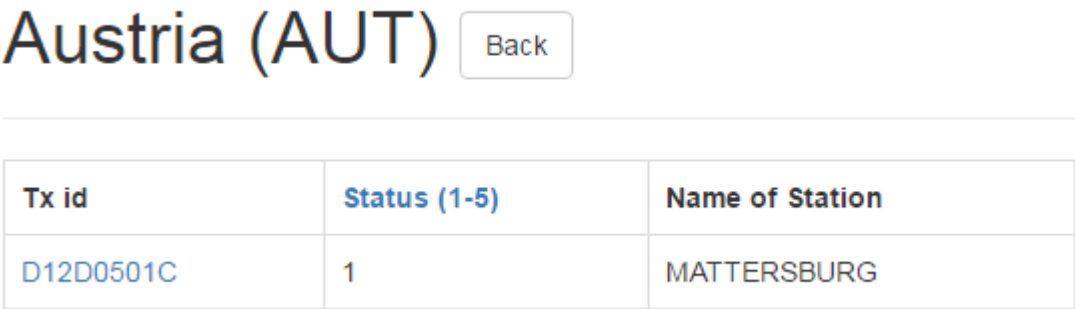 Austria (AUT) Back
Tx id Status (1-5) Name of Station
D12D0501C 1 MATTERSBURG